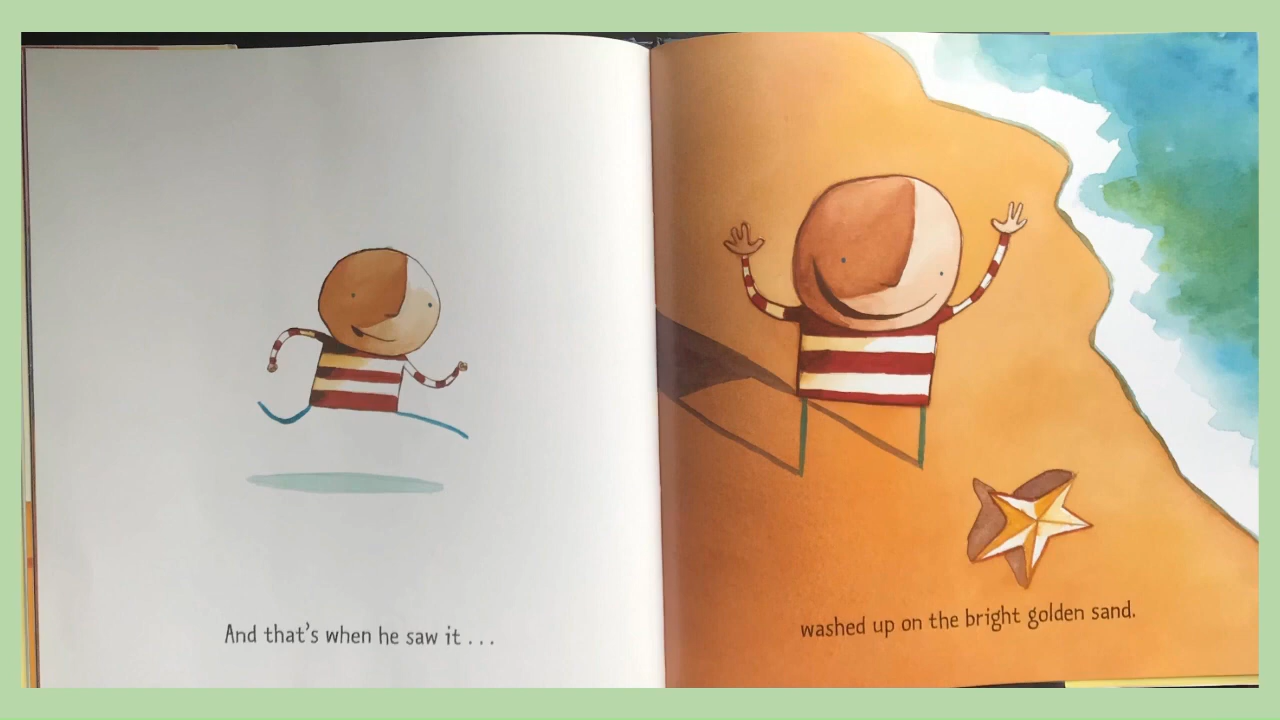 And that's when he saw it . . .
washed up on the bright golden sand.